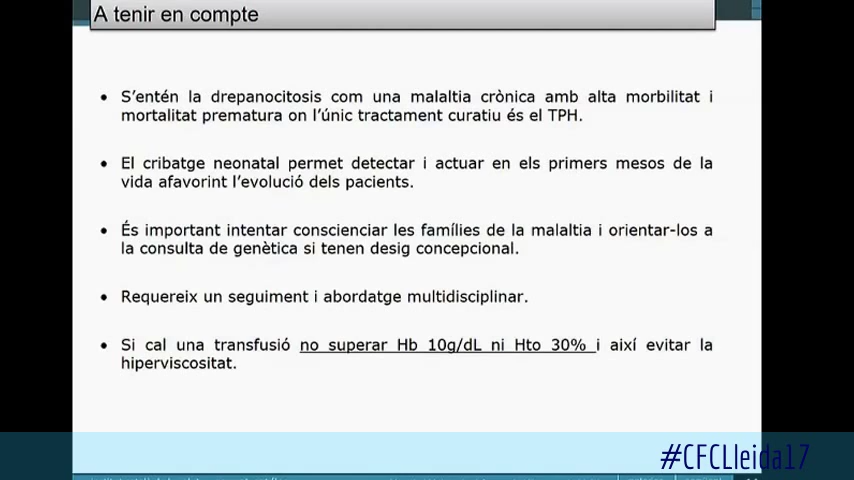 A tenir en compte
• S'entén la drepanocitosis com una malaltia crònica amb alta morbilitat i
mortalitat prematura on l'únic tractament curatiu és el TPH.
• El cribatge neonatal permet detectar i actuar en els primers mesos de la
vida afavorint l'evolució dels pacients.
• És important intentar conscienciar les famílies de la malaltia i orientar-los a
la consulta de genètica si tenen desig concepcional.
• Requereix un seguiment i abordatge multidisciplinar.
• Si cal una transfusió no superar Hb 10g/dL ni Hto 30% i així evitar la
hiperviscositat.
#CFCLleida17